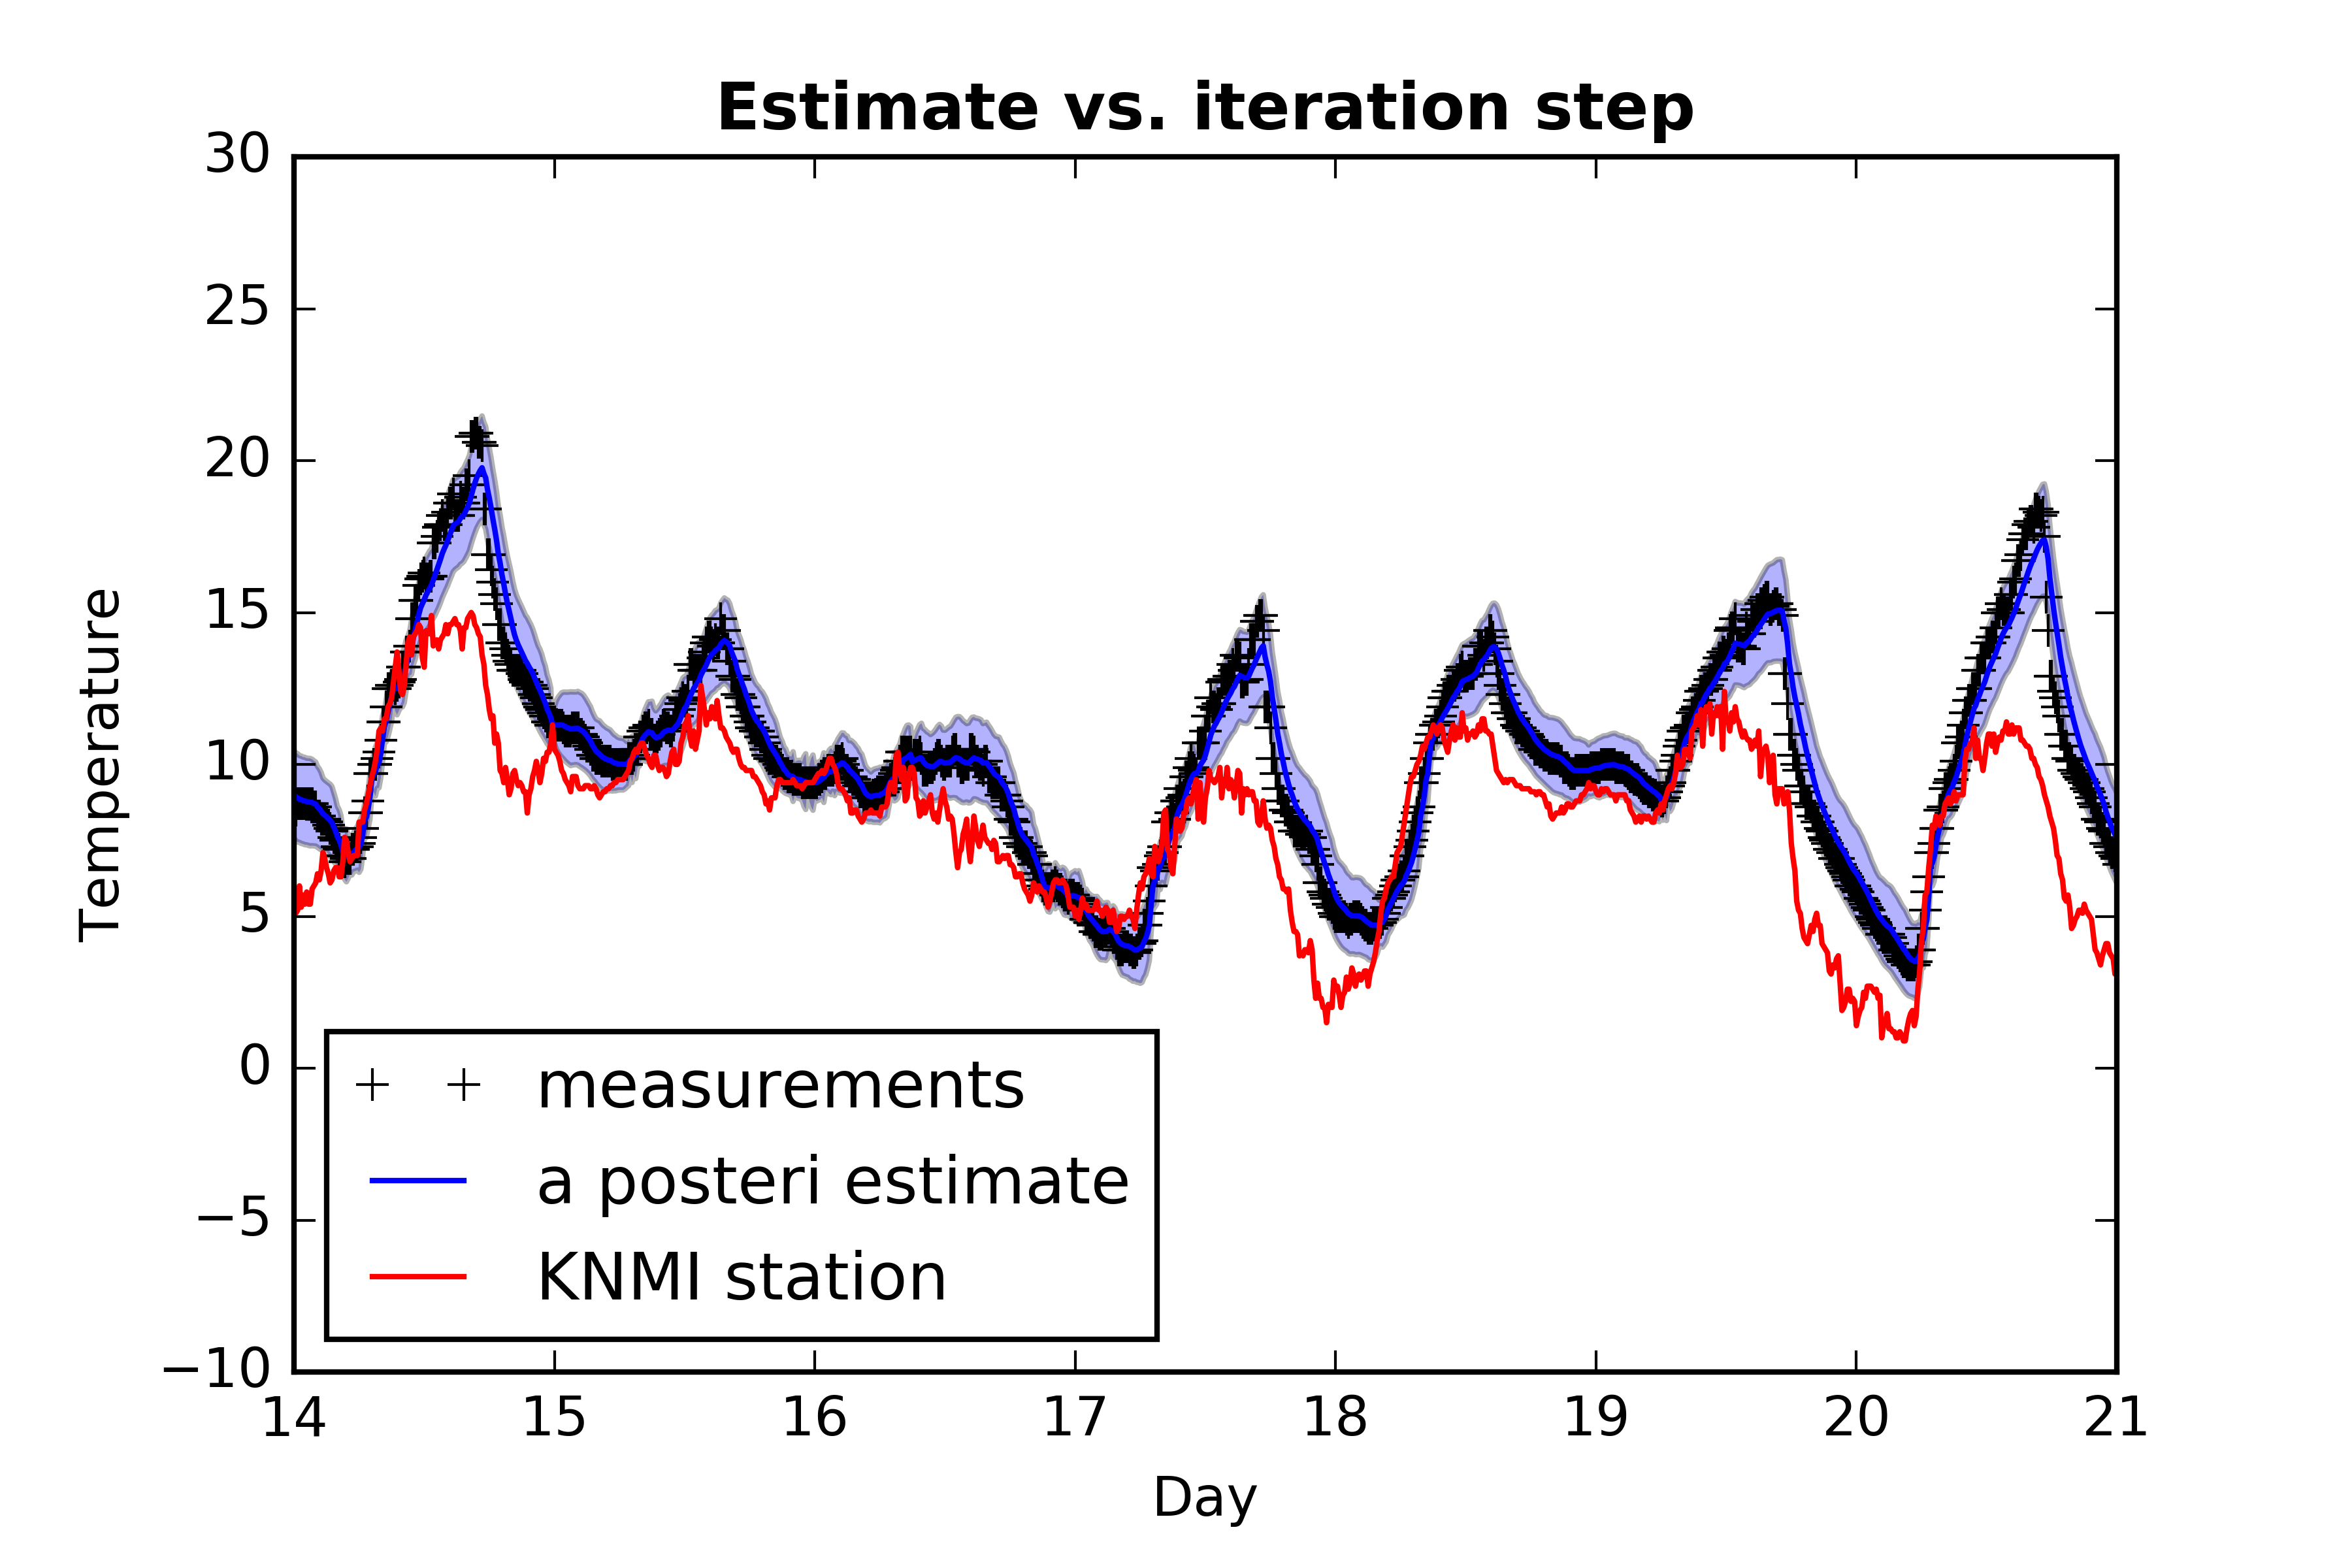 Estimate vs. iteration step
30
25
20
15
10
5
0
−5
−10
Temperature
measurements
a posteri estimate
KNMI station
14 15 16 17 18 19 20 21
Day